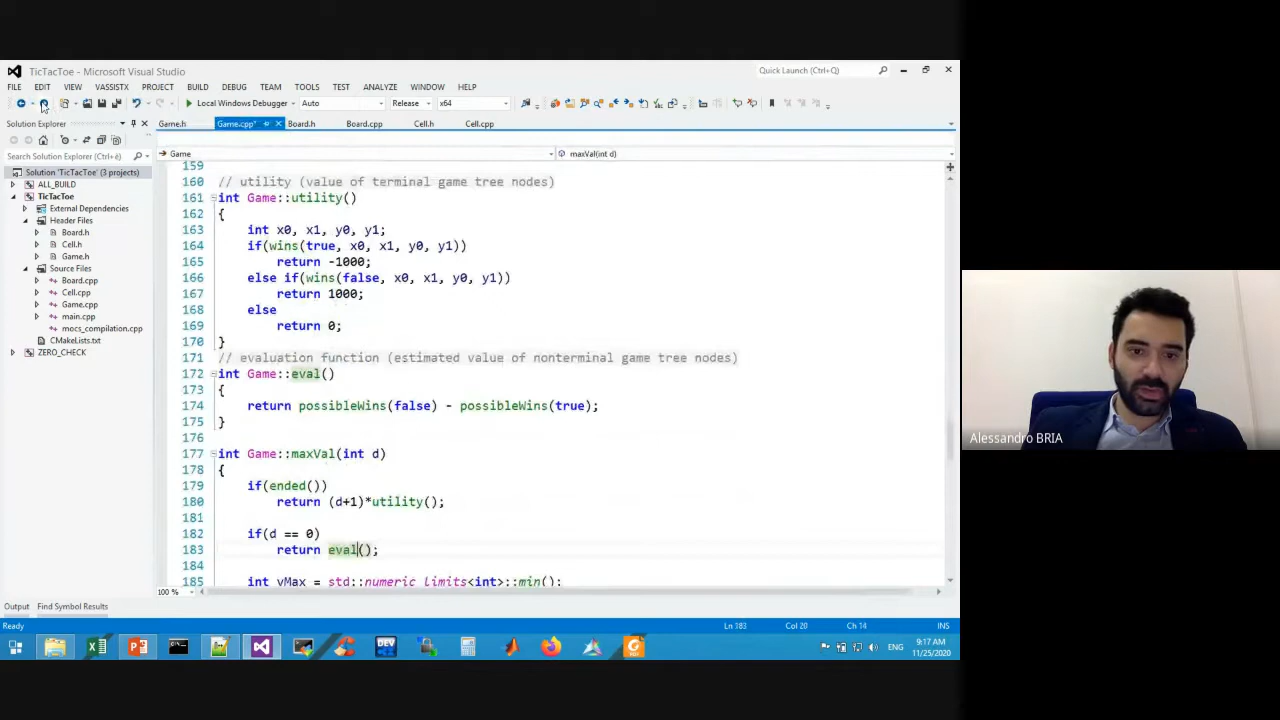 TicTacToe - Microsoft Visual Studio
Quick Launch (Ctrl+Q)
FILE EDIT VIEW VASSISTX PROJECT BUILD DEBUG TEAM TOOLS TEST ANALYZE WINDOW HELP
Local Windows Debugger Auto Release x64
Solution Explorer
Game.h Game.cpp* Board.h Board.cpp Cell.h Cell.cpp
Game maxVal(int d)
Search Solution Explorer (Ctrl+è)
Solution 'TicTacToe' (3 projects)
ALL_BUILD
TicTacToe
External Dependencies
Header Files
Board.h
Cell.h
Game.h
Source Files
Board.cpp
Cell.cpp
Game.cpp
main.cpp
mocs_compilation.cpp
CMakeLists.txt
ZERO_CHECK
159
160 // utility (value of terminal game tree nodes)
161 int Game::utility()
162 {
163 int x0, x1, y0, y1;
164 if(wins(true, x0, x1, y0, y1))
165 return -1000;
166 else if(wins(false, x0, x1, y0, y1))
167 return 1000;
168 else
169 return 0;
170 }
171 // evaluation function (estimated value of nonterminal game tree nodes)
172 int Game::eval()
173 {
174 return possibleWins(false) - possibleWins(true);
175 }
176
177 int Game::maxVal(int d)
178 {
179 if(ended())
180 return (d+1)*utility();
181
182 if(d == 0)
183 return eval();
184
185 int vMax = std::numeric_limits<int>::min();
100 %
Output Find Symbol Results
Ready Ln 183 Col 20 Ch 14 INS
ENG
9:17 AM
11/25/2020
Alessandro BRIA